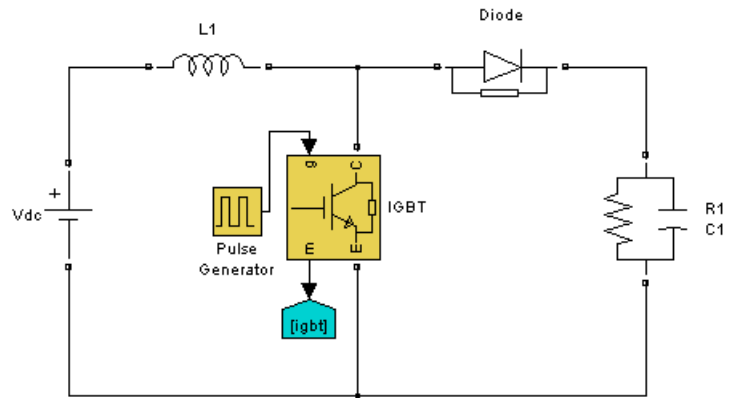 Diode
L1
+
Vdc
g
C
IGBT
Pulse
Generator
m
E
R1
C1
[igbt]